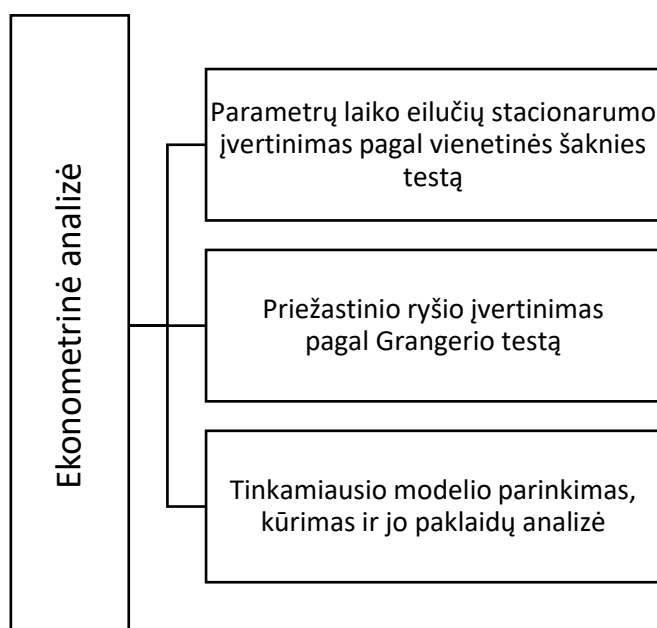 Ekonometrinė analizė
Parametrų laiko eilučių stacionarumo
įvertinimas pagal vienetinės šaknies
testą
Priežastinio ryšio įvertinimas
pagal Grangerio testą
Tinkamiausio modelio parinkimas,
kūrimas ir jo paklaidų analizė